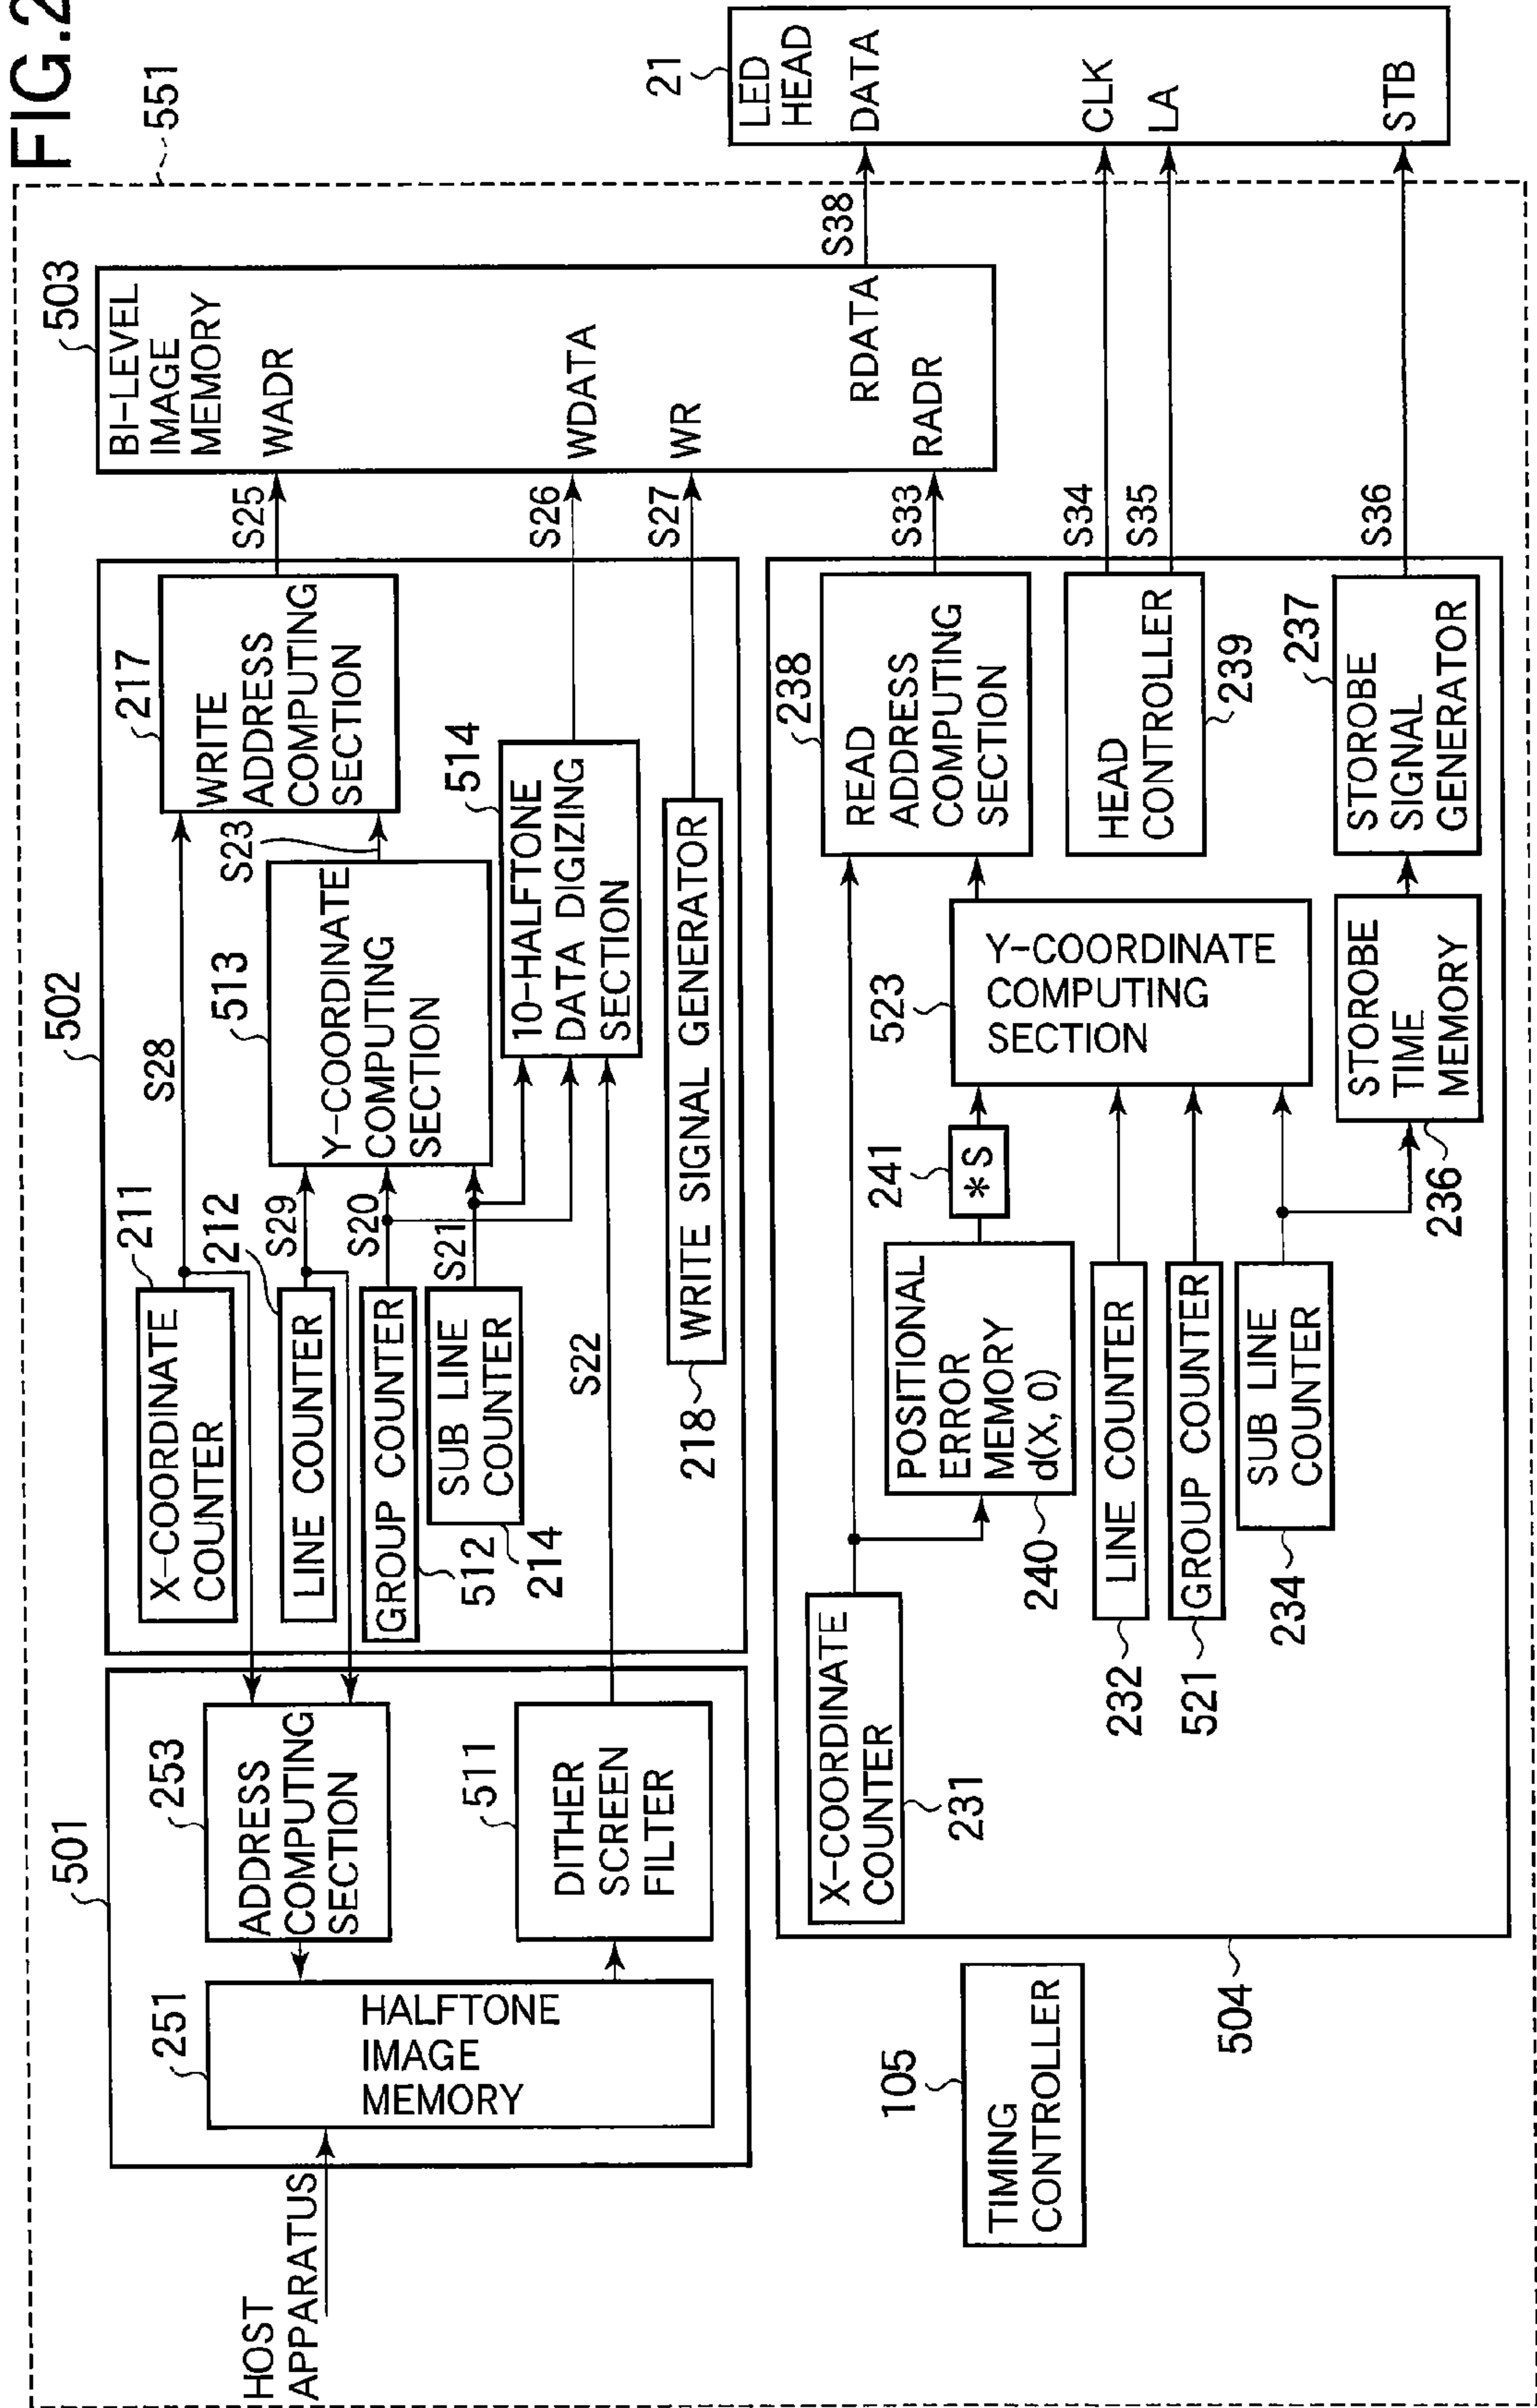 FIG.2
551
HOST
APPARATUS
501
251
HALFTONE
IMAGE
MEMORY
253
ADDRESS
COMPUTING
SECTION
511
DITHER
SCREEN
FILTER
502
211
X-COORDINATE
COUNTER
S28
212
LINE COUNTER
S29
GROUP COUNTER
512
S20
SUB LINE
COUNTER
214
S21
S22
513
Y-COORDINATE
COMPUTING
SECTION
S23
217
WRITE
ADDRESS
COMPUTING
SECTION
514
10-HALFTONE
DATA DIGIZING
SECTION
218
WRITE SIGNAL GENERATOR
S25
S26
S27
503
BI-LEVEL
IMAGE
MEMORY
WADR
WDATA
WR
RDATA
RADR
S38
21
LED
HEAD
DATA
CLK
LA
STB
105
TIMING
CONTROLLER
504
X-COORDINATE
COUNTER
231
POSITIONAL
ERROR
MEMORY
d(X, 0)
240
241
*S
LINE COUNTER
232
GROUP COUNTER
521
SUB LINE
COUNTER
234
523
Y-COORDINATE
COMPUTING
SECTION
STOROBE
TIME
MEMORY
236
238
READ
ADDRESS
COMPUTING
SECTION
HEAD
CONTROLLER
239
237
STOROBE
SIGNAL
GENERATOR
S33
S34
S35
S36